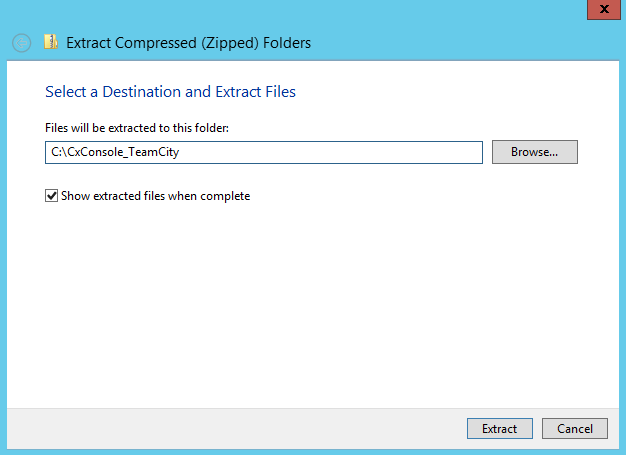 Extract Compressed (Zipped) Folders
Select a Destination and Extract Files
Files will be extracted to this folder:
C:\CxConsole_TeamCity
Browse...
Show extracted files when complete
Extract
Cancel